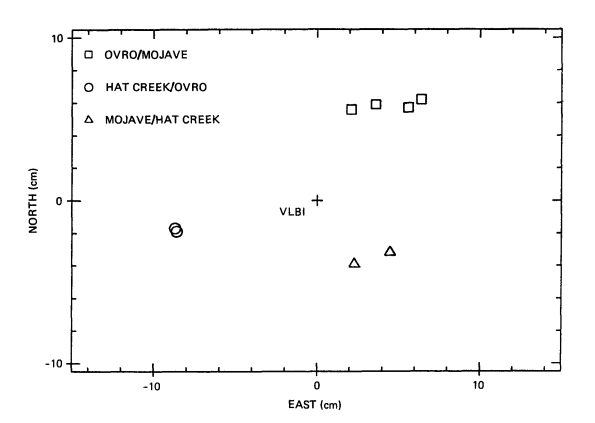 10
OVRO/MOJAVE
HAT CREEK/OVRO
MOJAVE/HAT CREEK
NORTH (cm)
0
VLBI
-10
-10 0 10
EAST (cm)